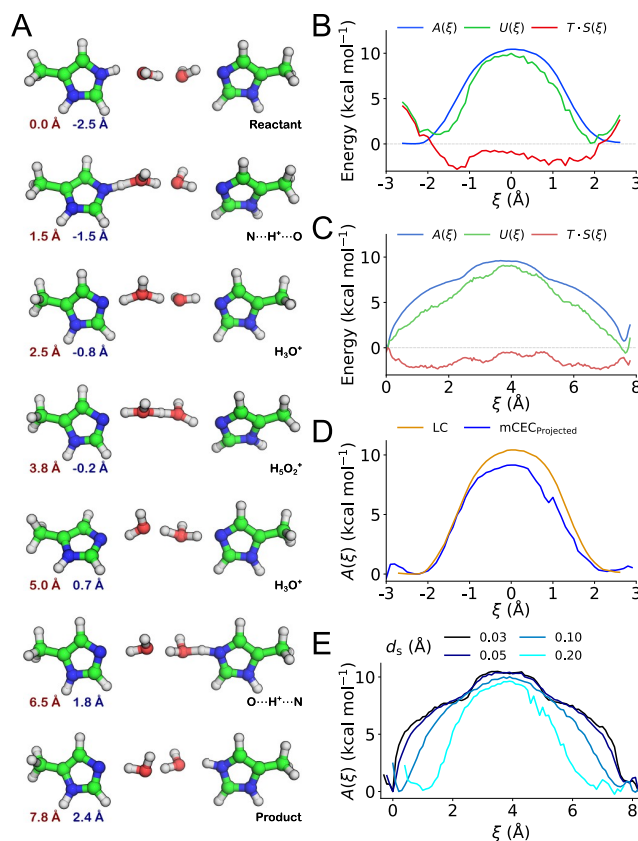 A
0.0 Å -2.5 Å Reactant
1.5 Å -1.5 Å N···H⁺···O
2.5 Å -0.8 Å H₃O⁺
3.8 Å -0.2 Å H₅O₂⁺
5.0 Å 0.7 Å H₃O⁺
6.5 Å 1.8 Å O···H⁺···N
7.8 Å 2.4 Å Product
B
A(ξ) U(ξ) T·S(ξ)
Energy (kcal mol⁻¹)
10
5
0
-3 -2 -1 0 1 2 3
ξ (Å)
C
A(ξ) U(ξ) T·S(ξ)
Energy (kcal mol⁻¹)
10
5
0
0 2 4 6 8
ξ (Å)
D
LC mCEC_Projected
A(ξ) (kcal mol⁻¹)
10
5
0
-3 -2 -1 0 1 2 3
ξ (Å)
E
dₛ (Å) 0.03 0.10
0.05 0.20
A(ξ) (kcal mol⁻¹)
10
5
0
0 2 4 6 8
ξ (Å)